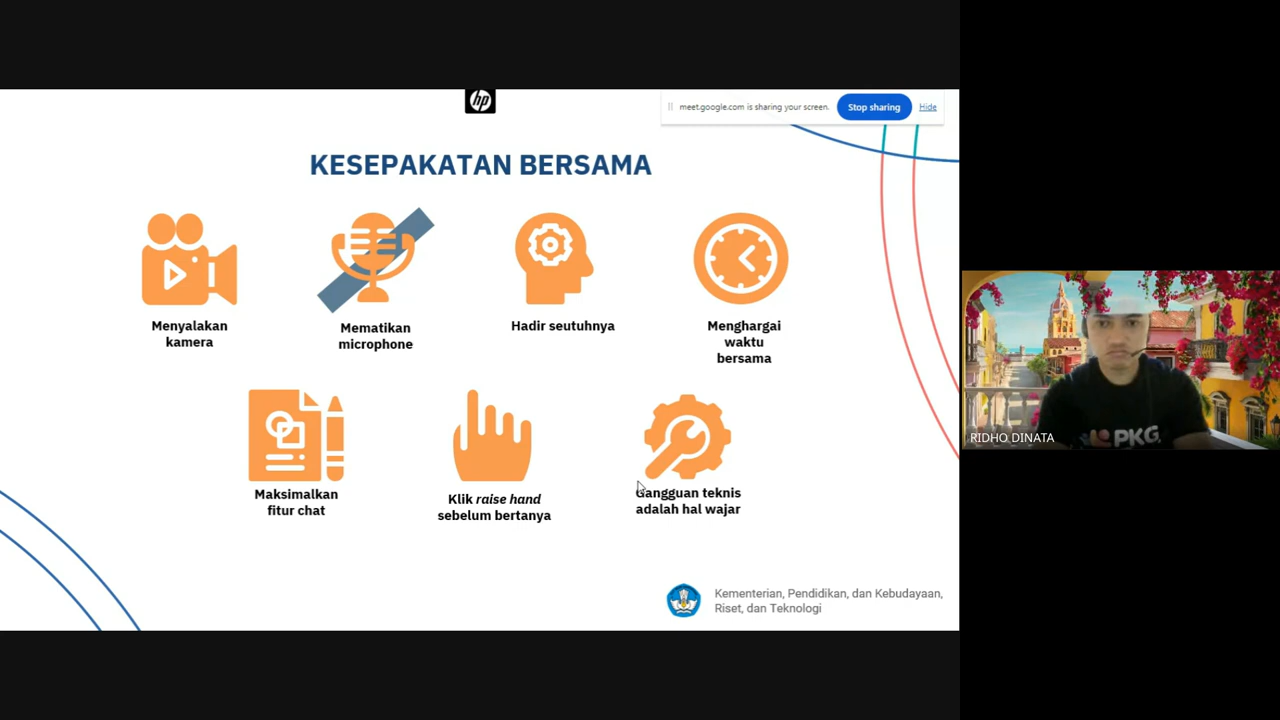 hp
meet.google.com is sharing your screen.
Stop sharing
Hide
KESEPAKATAN BERSAMA
Menyalakan
kamera
Mematikan
microphone
Hadir seutuhnya
Menghargai
waktu
bersama
Maksimalkan
fitur chat
Klik raise hand
sebelum bertanya
Gangguan teknis
adalah hal wajar
Kementerian, Pendidikan, dan Kebudayaan,
Riset, dan Teknologi
PKG
RIDHO DINATA